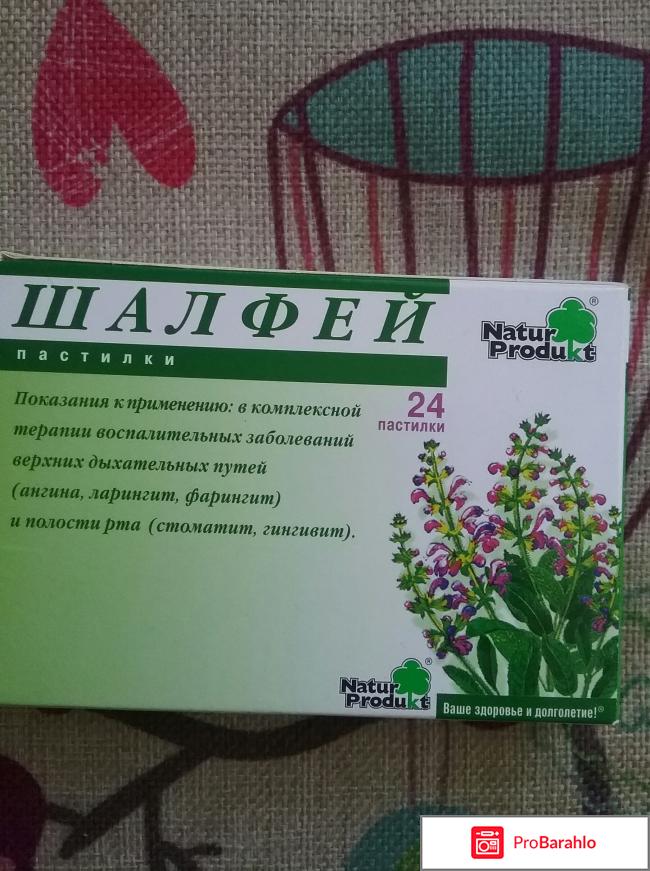 ШАЛФЕЙ
пастилки
Natur
Produkt
®
24
пастилки
Показания к применению: в комплексной
терапии воспалительных заболеваний
верхних дыхательных путей
(ангина, ларингит, фарингит)
и полости рта (стоматит, гингивит).
Natur
Produkt
®
Ваше здоровье и долголетие!®
ProBarahlo